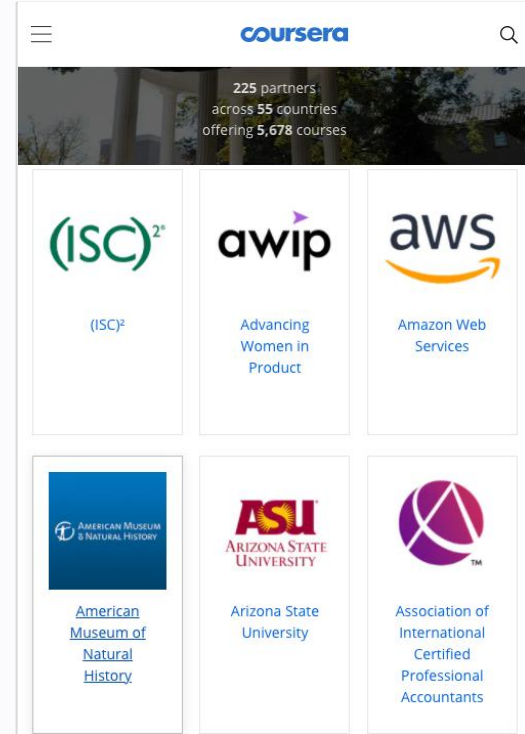 coursera
225 partners
across 55 countries
offering 5,678 courses
(ISC)²®
awip
aws
(ISC)²
Advancing
Women in
Product
Amazon Web
Services
AMERICAN MUSEUM
& NATURAL HISTORY
ASU
ARIZONA STATE
UNIVERSITY
TM
American
Museum of
Natural
History
Arizona State
University
Association of
International
Certified
Professional
Accountants